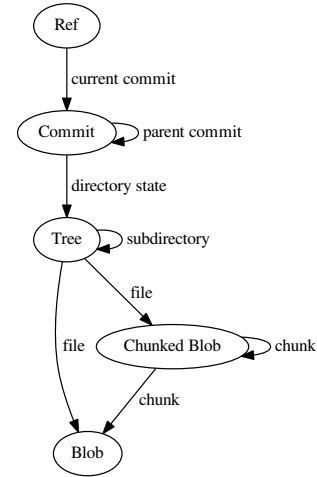 Ref
current commit
Commit
parent commit
directory state
Tree
subdirectory
file
Chunked Blob
file
chunk
chunk
Blob